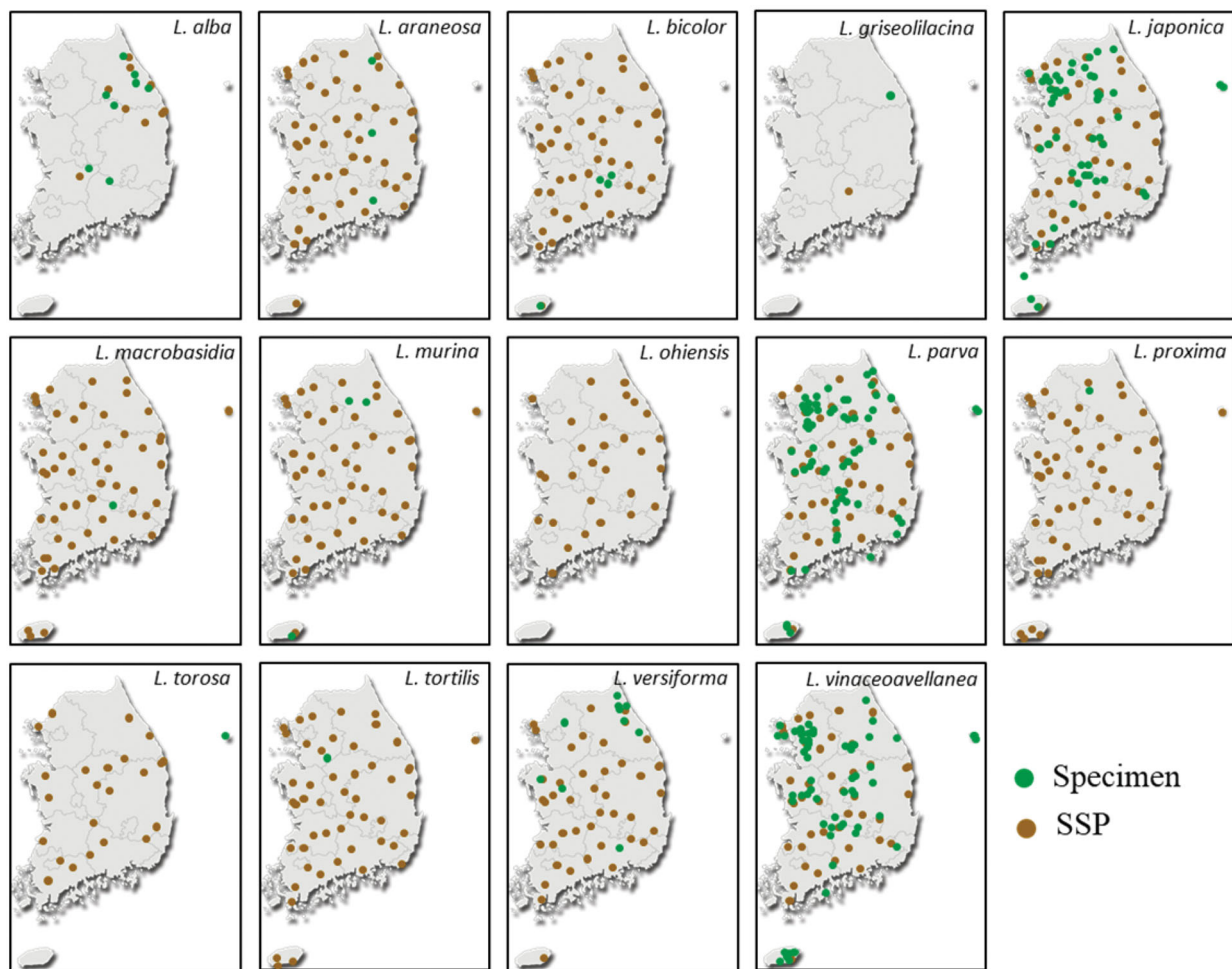 L. alba
L. araneosa
L. bicolor
L. griseolilacina
L. japonica
L. macrobasidia
L. murina
L. ohiensis
L. parva
L. proxima
L. torosa
L. tortilis
L. versiforma
L. vinaceoavellanea
Specimen
SSP